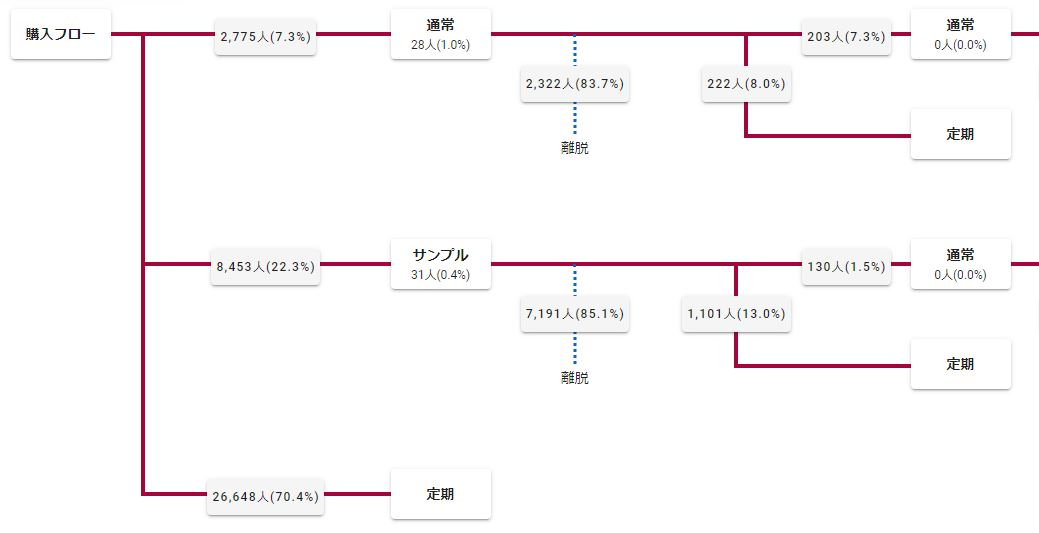 購入フロー
2,775人(7.3%)
通常
28人(1.0%)
2,322人(83.7%)
離脱
203人(7.3%)
通常
0人(0.0%)
222人(8.0%)
定期
8,453人(22.3%)
サンプル
31人(0.4%)
7,191人(85.1%)
離脱
130人(1.5%)
通常
0人(0.0%)
1,101人(13.0%)
定期
26,648人(70.4%)
定期